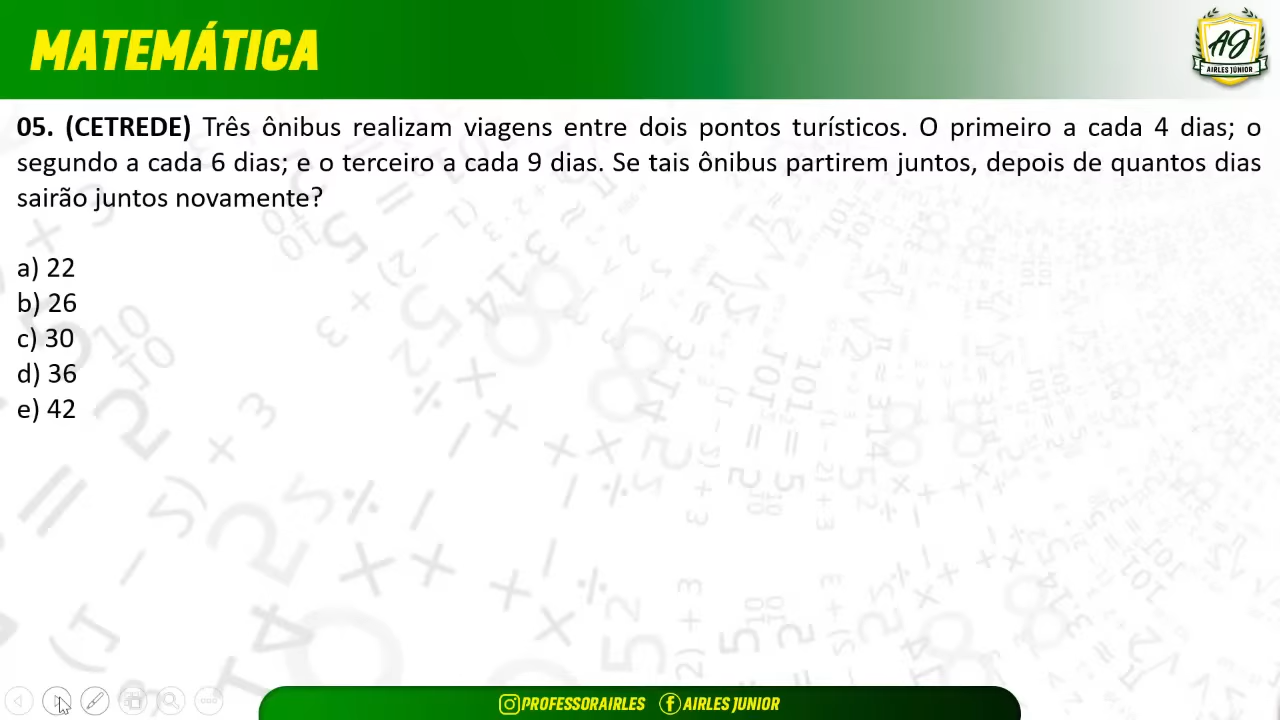 MATEMÁTICA
AJ
AIRLES JÚNIOR
05. (CETREDE) Três ônibus realizam viagens entre dois pontos turísticos. O primeiro a cada 4 dias; o
segundo a cada 6 dias; e o terceiro a cada 9 dias. Se tais ônibus partirem juntos, depois de quantos dias
sairão juntos novamente?
a) 22
b) 26
c) 30
d) 36
e) 42
PROFESSORAIRLES AIRLES JUNIOR